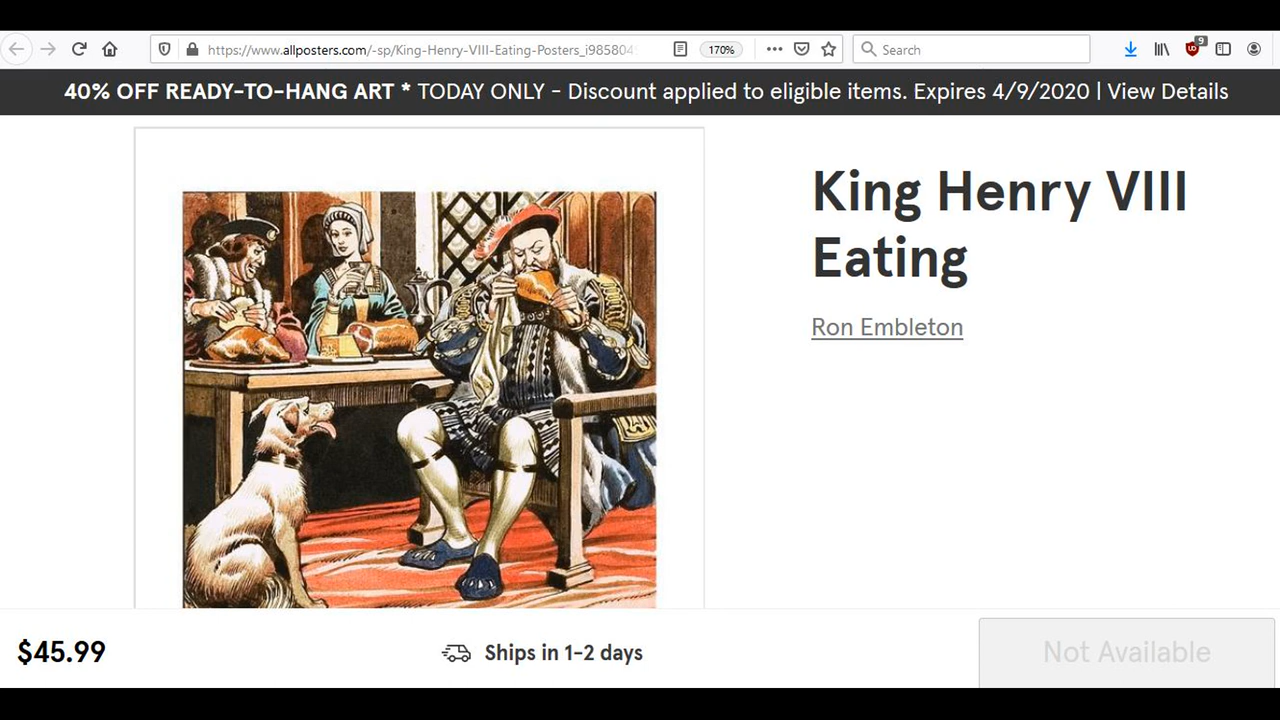 https://www.allposters.com/-sp/King-Henry-VIII-Eating-Posters_i985804
170%
Search
9
40% OFF READY-TO-HANG ART * TODAY ONLY - Discount applied to eligible items. Expires 4/9/2020 | View Details
King Henry VIII
Eating
Ron Embleton
$45.99
Ships in 1-2 days
Not Available